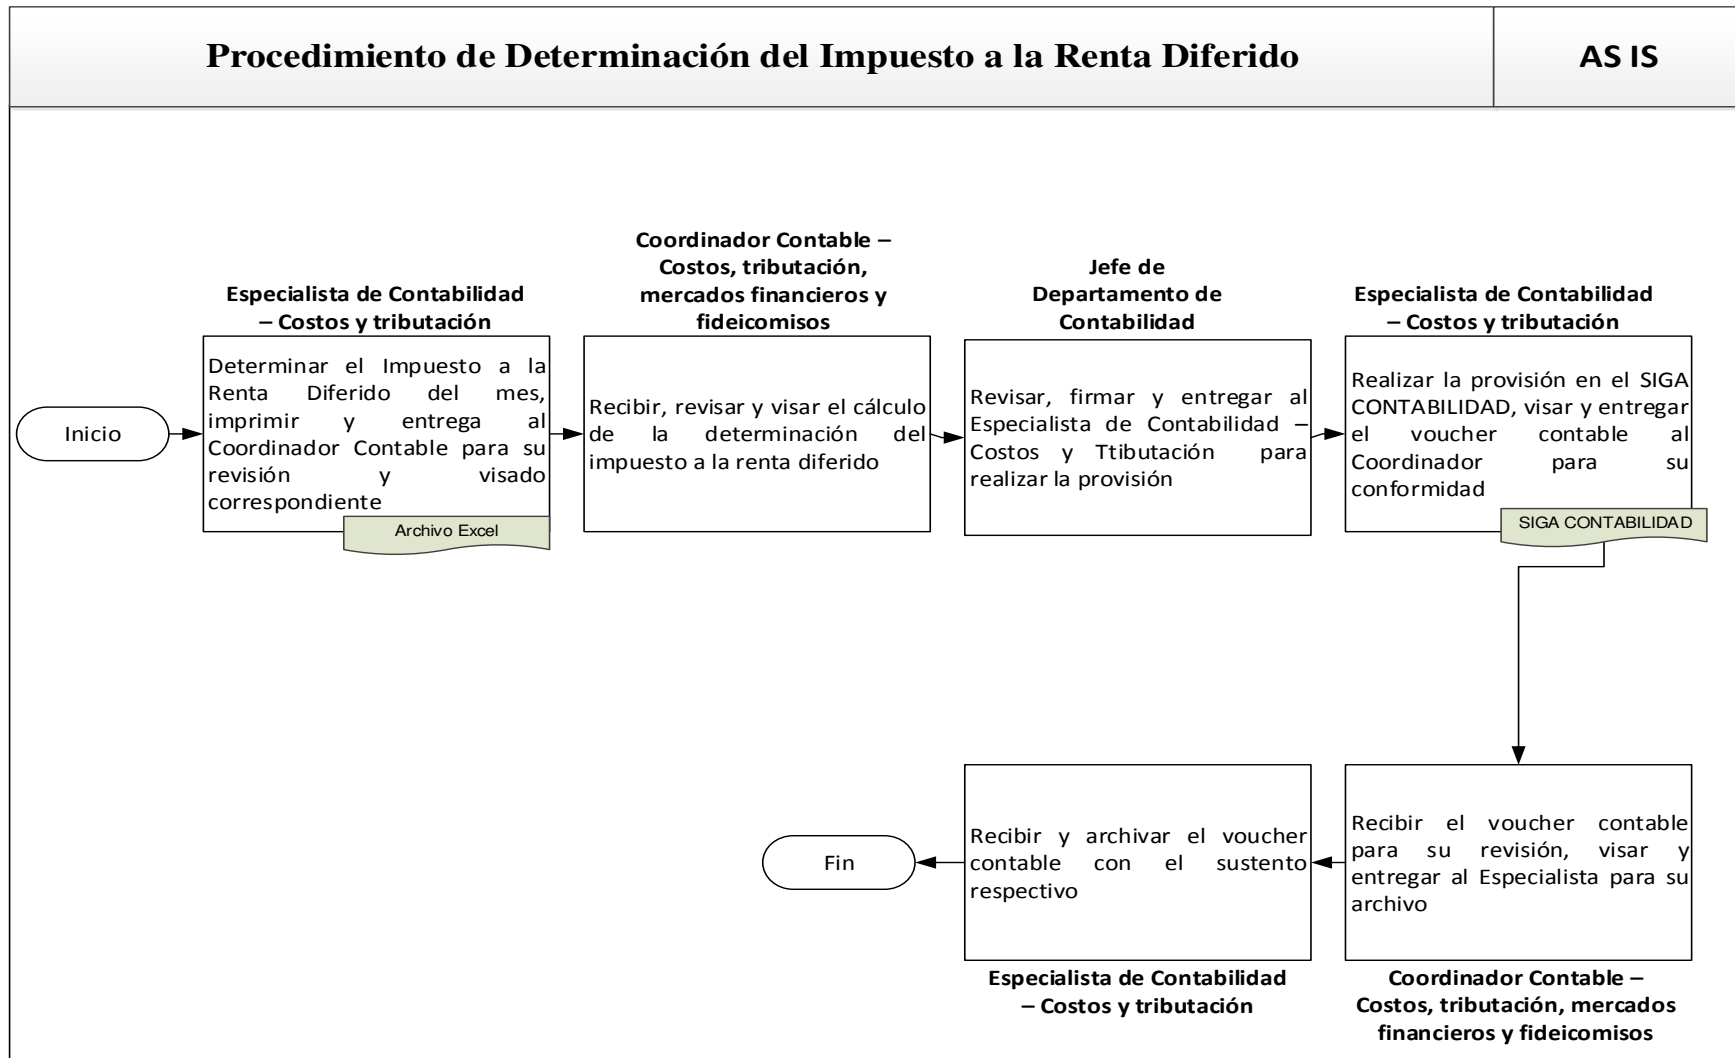 Procedimiento de Determinación del Impuesto a la Renta Diferido
AS IS
Inicio
Especialista de Contabilidad
– Costos y tributación
Determinar el Impuesto a la
Renta Diferido del mes,
imprimir y entrega al
Coordinador Contable para su
revisión y visado
correspondiente
Archivo Excel
Coordinador Contable –
Costos, tributación,
mercados financieros y
fideicomisos
Recibir, revisar y visar el cálculo
de la determinación del
impuesto a la renta diferido
Jefe de
Departamento de
Contabilidad
Revisar, firmar y entregar al
Especialista de Contabilidad –
Costos y Ttibutación para
realizar la provisión
Especialista de Contabilidad
– Costos y tributación
Realizar la provisión en el SIGA
CONTABILIDAD, visar y entregar
el voucher contable al
Coordinador para su
conformidad
SIGA CONTABILIDAD
Recibir el voucher contable
para su revisión, visar y
entregar al Especialista para su
archivo
Coordinador Contable –
Costos, tributación, mercados
financieros y fideicomisos
Recibir y archivar el voucher
contable con el sustento
respectivo
Especialista de Contabilidad
– Costos y tributación
Fin